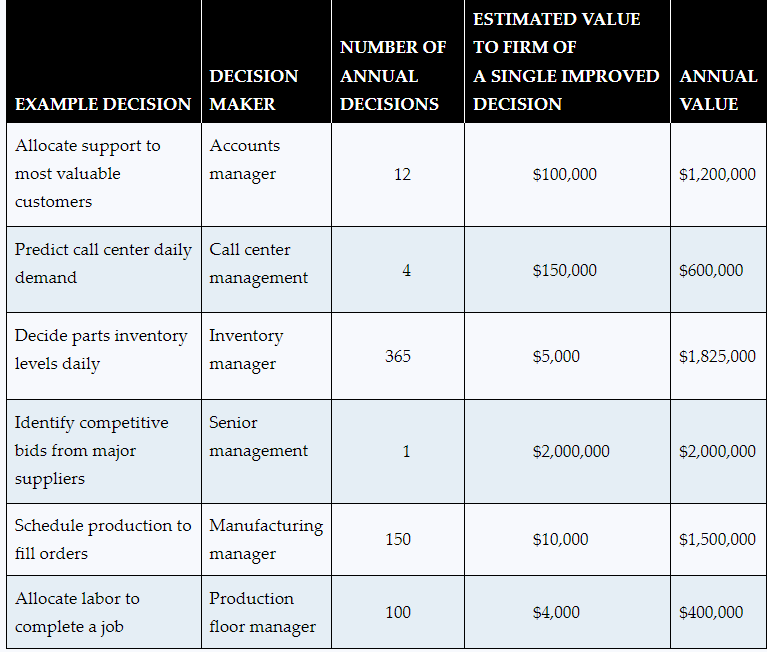 EXAMPLE DECISION
DECISION
MAKER
NUMBER OF
ANNUAL
DECISIONS
ESTIMATED VALUE
TO FIRM OF
A SINGLE IMPROVED
DECISION
ANNUAL
VALUE
Allocate support to
most valuable
customers
Accounts
manager
12
$100,000
$1,200,000
Predict call center daily
demand
Call center
management
4
$150,000
$600,000
Decide parts inventory
levels daily
Inventory
manager
365
$5,000
$1,825,000
Identify competitive
bids from major
suppliers
Senior
management
1
$2,000,000
$2,000,000
Schedule production to
fill orders
Manufacturing
manager
150
$10,000
$1,500,000
Allocate labor to
complete a job
Production
floor manager
100
$4,000
$400,000